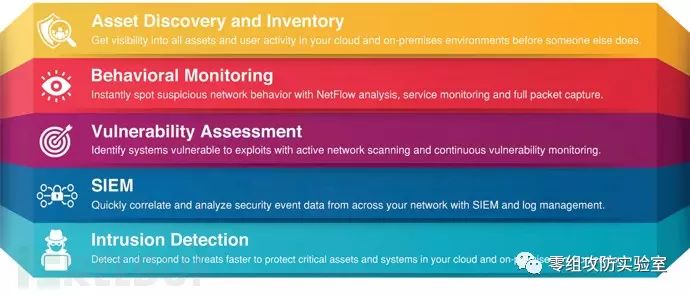 Asset Discovery and Inventory
Get visibility into all assets and user activity in your cloud and on-premises environments before someone else does.
Behavioral Monitoring
Instantly spot suspicious network behavior with NetFlow analysis, service monitoring and full packet capture.
Vulnerability Assessment
Identify systems vulnerable to exploits with active network scanning and continuous vulnerability monitoring.
SIEM
Quickly correlate and analyze security event data from across your network with SIEM and log management.
Intrusion Detection
Detect and respond to threats faster to protect critical assets and systems in your cloud and
零组攻防实验室